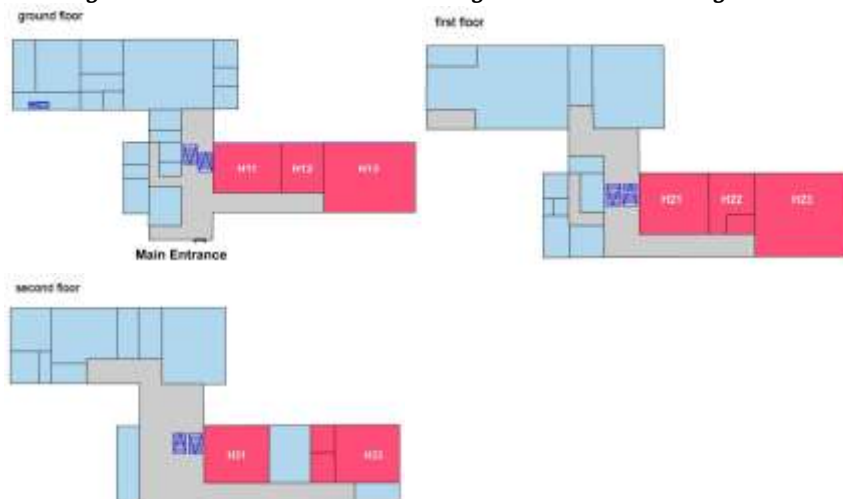 ground floor
first floor
H11
H12
H13
H21
H22
H23
Main Entrance
second floor
H31
H33